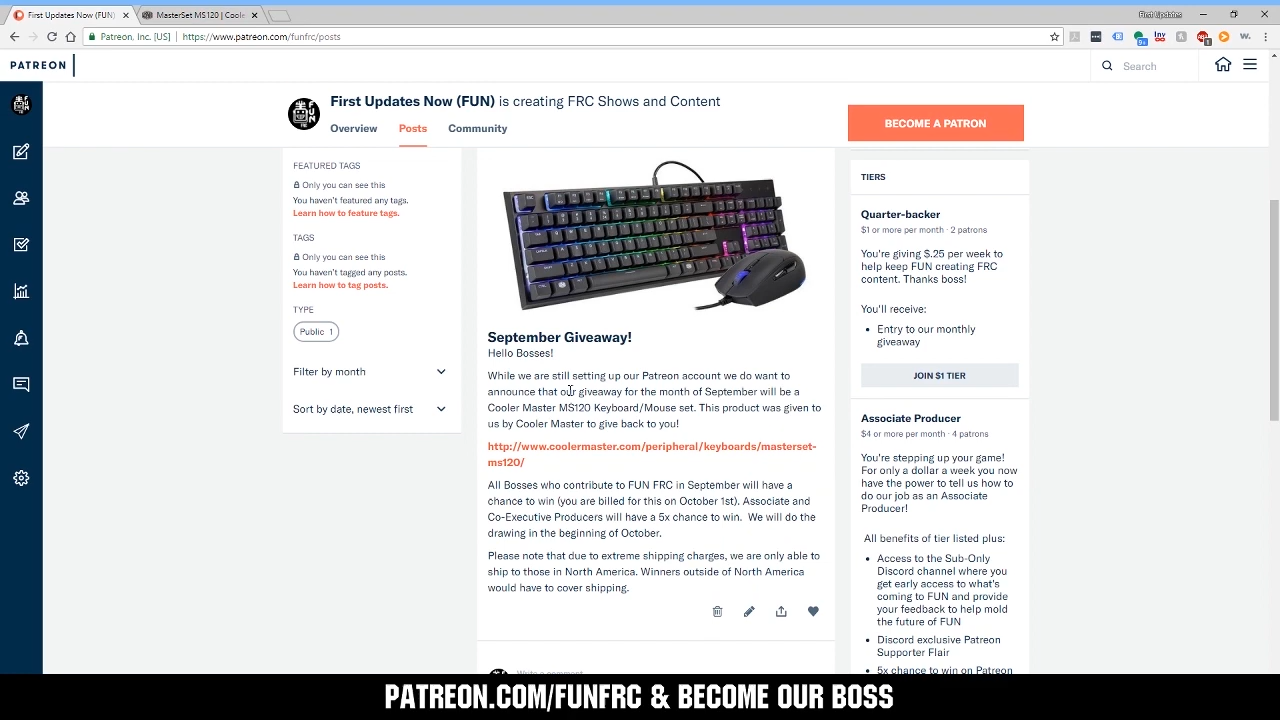 First Updates Now (FUN)
MasterSet MS120 | Coole
First Updates
Patreon, Inc. [US]
https://www.patreon.com/funfrc/posts
PATREON
Search
First Updates Now (FUN) is creating FRC Shows and Content
Overview
Posts
Community
BECOME A PATRON
FEATURED TAGS
Only you can see this
You haven't featured any tags.
Learn how to feature tags.
TAGS
Only you can see this
You haven't tagged any posts.
Learn how to tag posts.
TYPE
Public 1
Filter by month
Sort by date, newest first
September Giveaway!
Hello Bosses!
While we are still setting up our Patreon account we do want to
announce that our giveaway for the month of September will be a
Cooler Master MS120 Keyboard/Mouse set. This product was given to
us by Cooler Master to give back to you!
http://www.coolermaster.com/peripheral/keyboards/masterset-
ms120/
All Bosses who contribute to FUN FRC in September will have a
chance to win (you are billed for this on October 1st). Associate and
Co-Executive Producers will have a 5x chance to win. We will do the
drawing in the beginning of October.
Please note that due to extreme shipping charges, we are only able to
ship to those in North America. Winners outside of North America
would have to cover shipping.
Write a comment
TIERS
Quarter-backer
$1 or more per month · 2 patrons
You're giving $.25 per week to
help keep FUN creating FRC
content. Thanks boss!
You'll receive:
• Entry to our monthly
giveaway
JOIN $1 TIER
Associate Producer
$4 or more per month · 4 patrons
You're stepping up your game!
For only a dollar a week you now
have the power to tell us how to
do our job as an Associate
Producer!
All benefits of tier listed plus:
• Access to the Sub-Only
Discord channel where you
get early access to what's
coming to FUN and provide
your feedback to help mold
the future of FUN
• Discord exclusive Patreon
Supporter Flair
• 5x chance to win on Patreon
PATREON.COM/FUNFRC & BECOME OUR BOSS